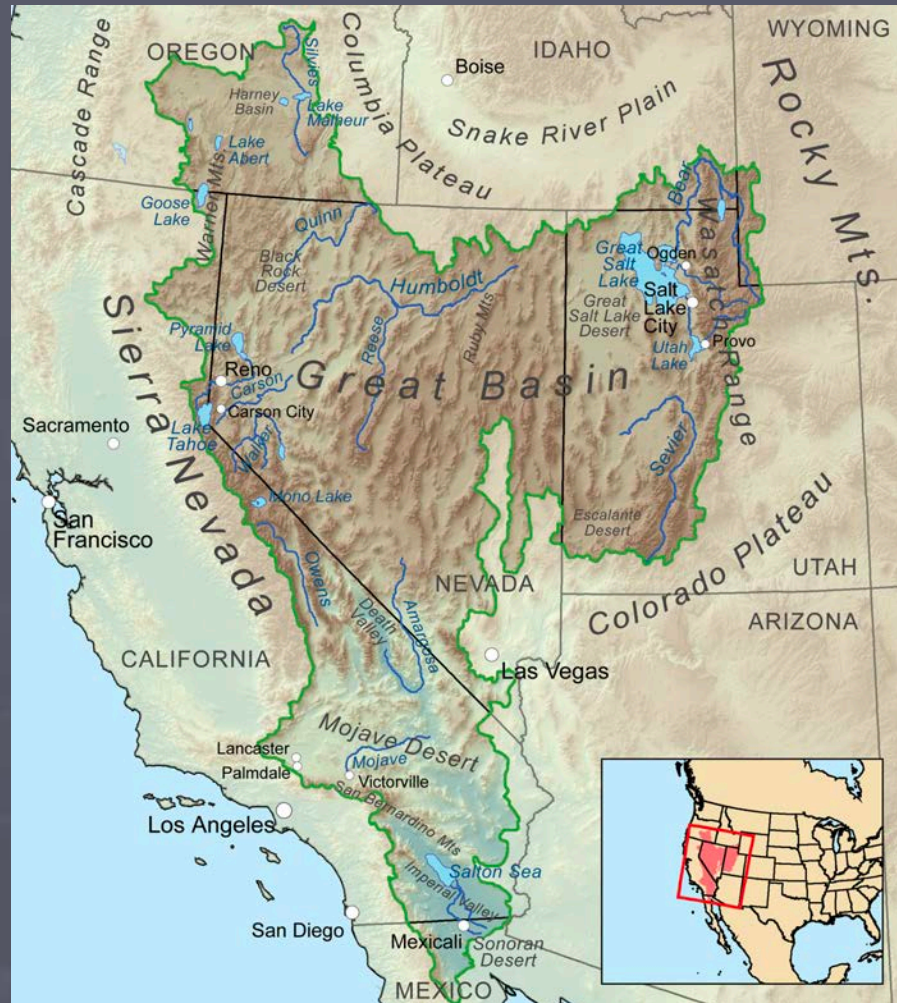 WYOMING
OREGON
IDAHO
Cascade Range
Silvies
Columbia Plateau
Rocky Mts.
Boise
Harney
Basin
Lake
Malheur
Snake River Plain
Lake
Abert
Warner Mts.
Goose
Lake
Bear
Quinn
Wasatch Range
Black
Rock
Desert
Humboldt
Great
Salt
Lake
Ogden
Salt
Lake
City
Great
Salt Lake
Desert
Ruby Mts
Reese
Pyramid
Lake
Utah
Lake
Provo
Sierra Nevada
Reno
Carson
Great Basin
Carson City
Lake
Tahoe
Walker
Sacramento
Sevier
Mono Lake
San
Francisco
Escalante
Desert
Colorado Plateau
Owens
NEVADA
UTAH
Death
Valley
Amargosa
ARIZONA
CALIFORNIA
Las Vegas
Mojave Desert
Lancaster
Mojave
Palmdale
Victorville
San Bernardino Mts
Los Angeles
Salton Sea
Imperial Valley
San Diego
Mexicali
Sonoran
Desert
MEXICO